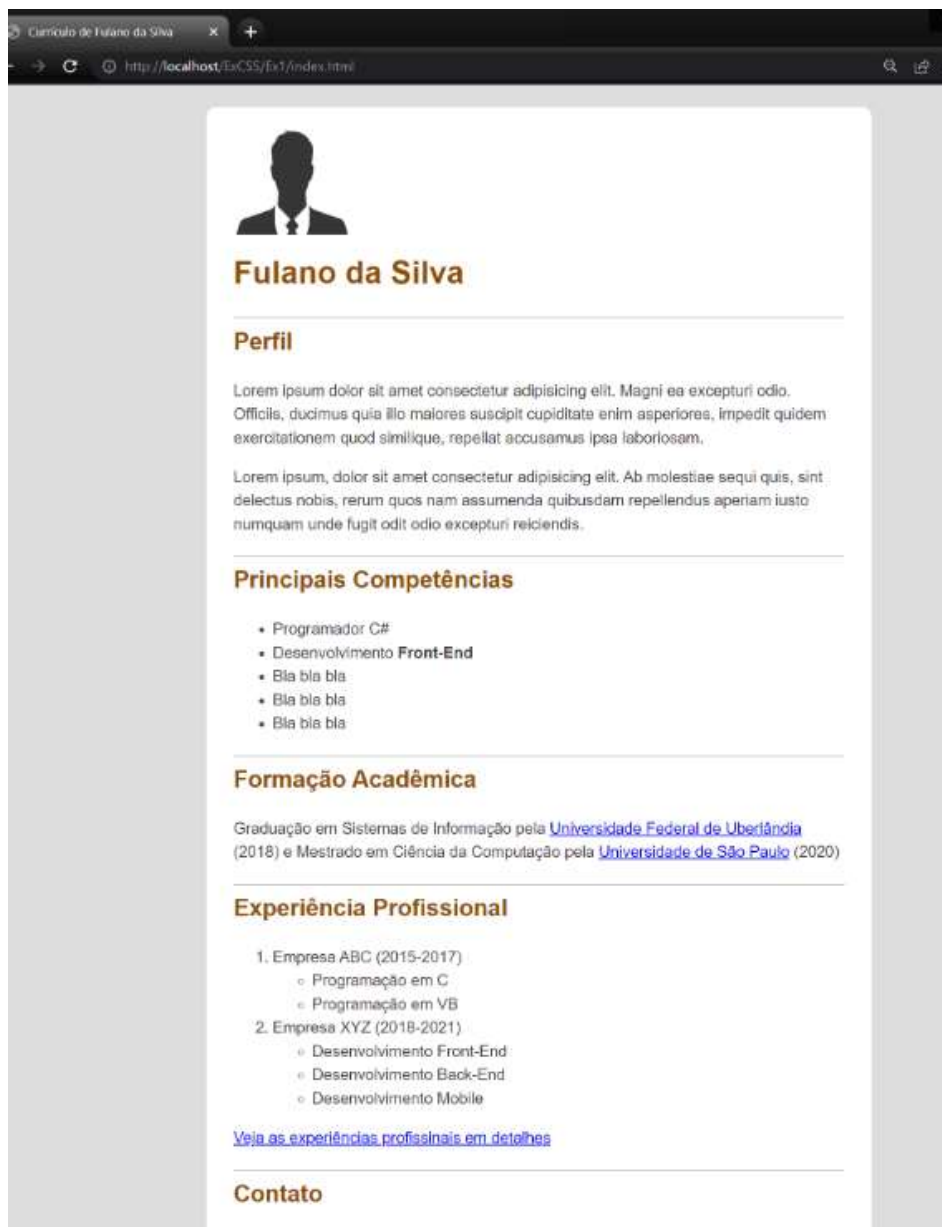 Currículo de Fulano da Silva
http://localhost/ExCSS/Ex1/index.html
Fulano da Silva
Perfil
Lorem ipsum dolor sit amet consectetur adipisicing elit. Magni ea excepturi odio.
Officiis, ducimus quia illo maiores suscipit cupiditate enim asperiores, impedit quidem
exercitationem quod similique, repellat accusamus ipsa laboriosam.
Lorem ipsum, dolor sit amet consectetur adipisicing elit. Ab molestiae sequi quis, sint
delectus nobis, rerum quos nam assumenda quibusdam repellendus aperiam iusto
numquam unde fugit odit odio excepturi reiciendis.
Principais Competências
• Programador C#
• Desenvolvimento Front-End
• Bla bla bla
• Bla bla bla
• Bla bla bla
Formação Acadêmica
Graduação em Sistemas de Informação pela Universidade Federal de Uberlândia
(2018) e Mestrado em Ciência da Computação pela Universidade de São Paulo (2020)
Experiência Profissional
1. Empresa ABC (2015-2017)
◦ Programação em C
◦ Programação em VB
2. Empresa XYZ (2018-2021)
◦ Desenvolvimento Front-End
◦ Desenvolvimento Back-End
◦ Desenvolvimento Mobile
Veja as experiências profissinais em detalhes
Contato